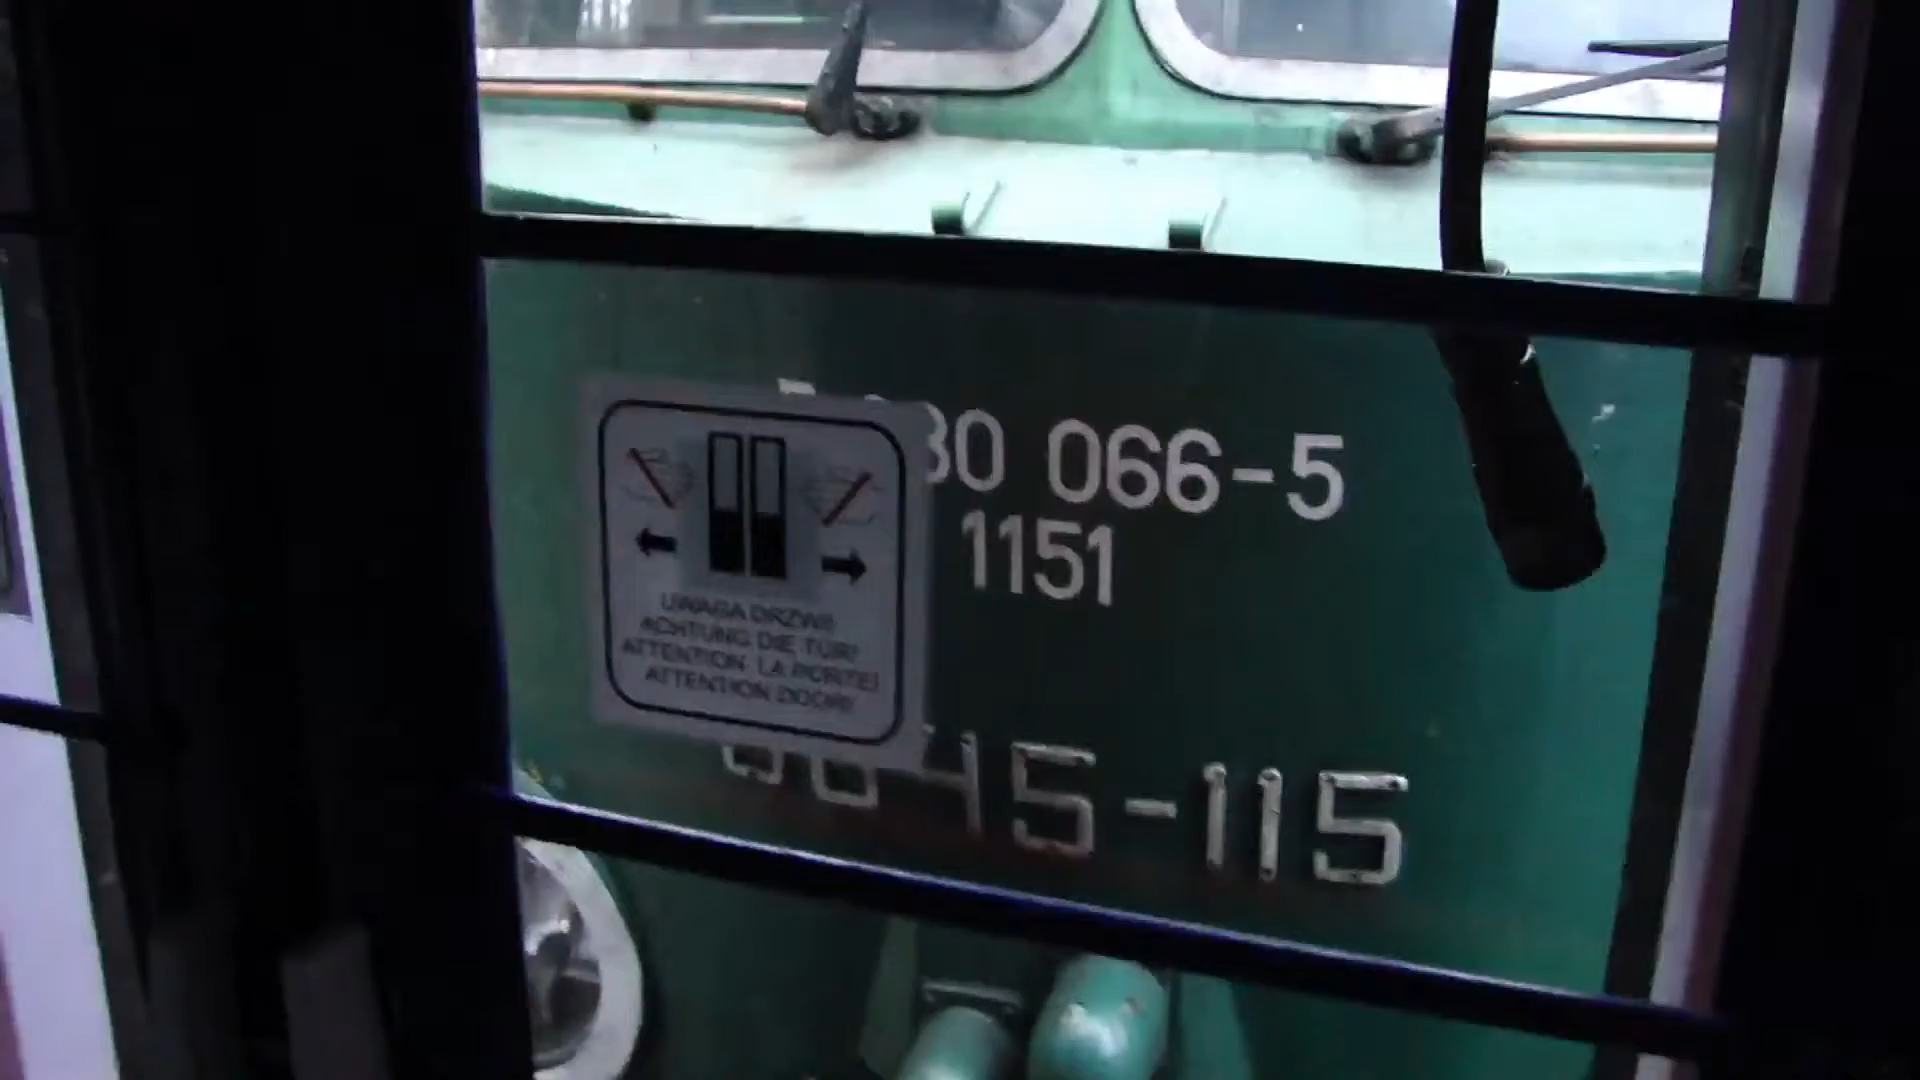 30 066-5
1151
UWAGA DRZWI!
ACHTUNG DIE TÜR!
ATTENTION LA PORTE!
ATTENTION DOOR!
45-115